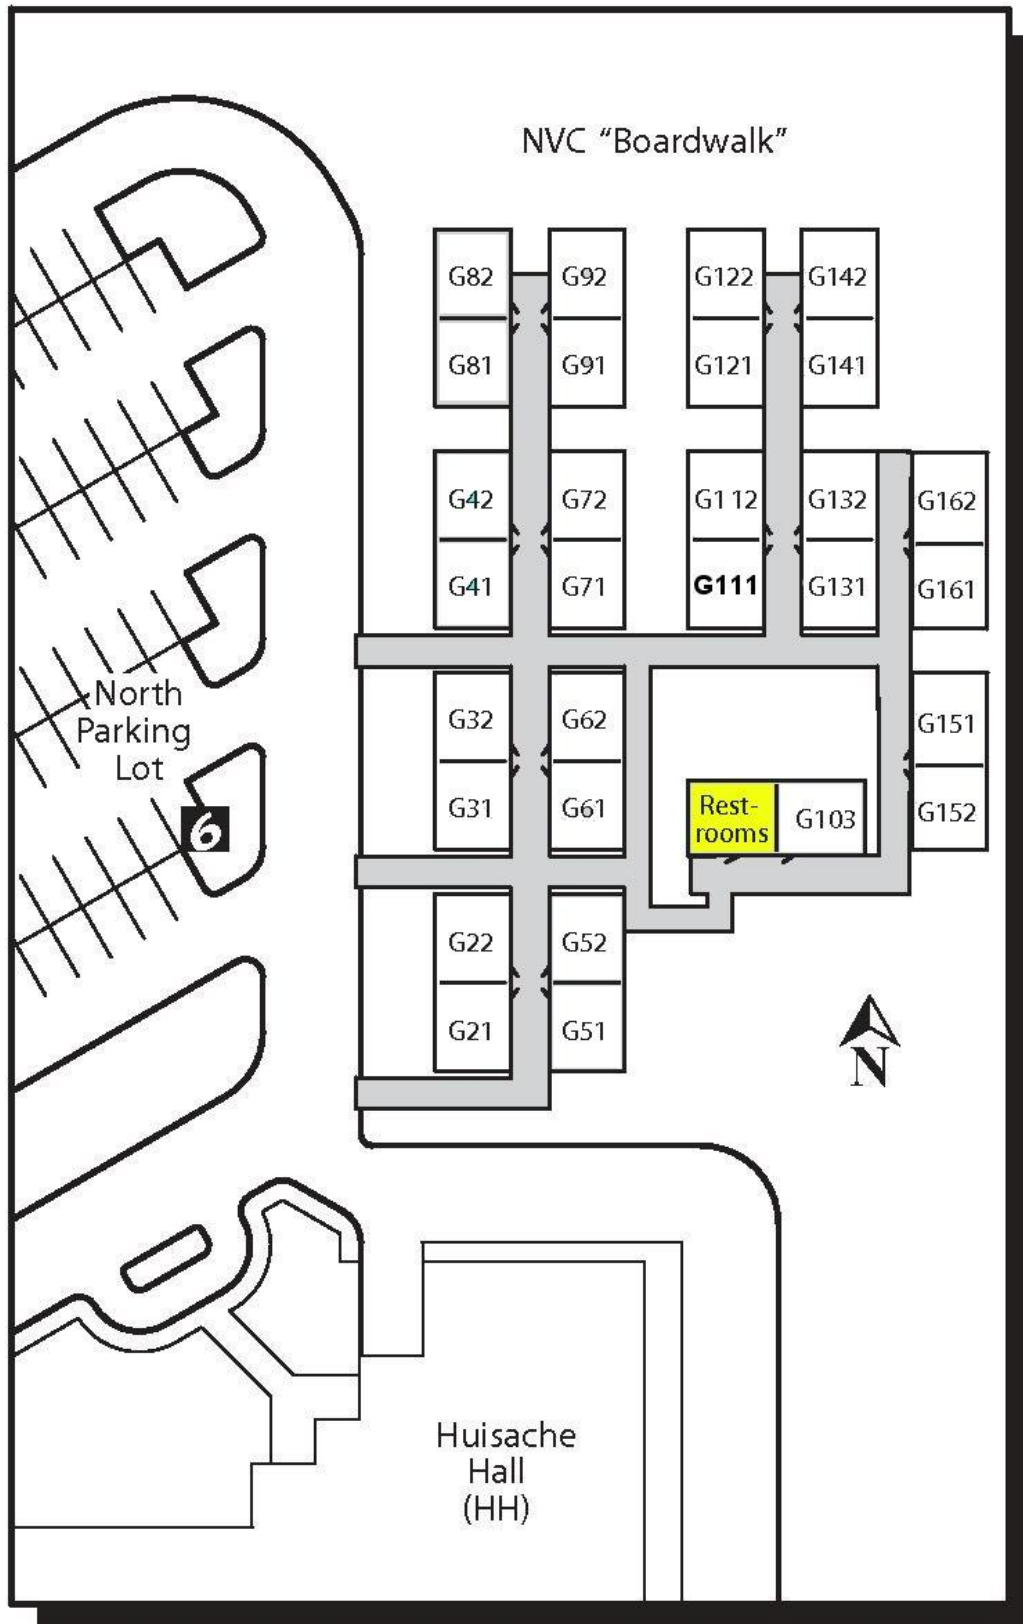 NVC “Boardwalk”
G82 G92 G122 G142
G81 G91 G121 G141
G42 G72 G112 G132 G162
G41 G71 G111 G131 G161
North
Parking
Lot
6
G32 G62 G151
G31 G61 Rest-
rooms G103 G152
G22 G52
G21 G51
N
Huisache
Hall
(HH)